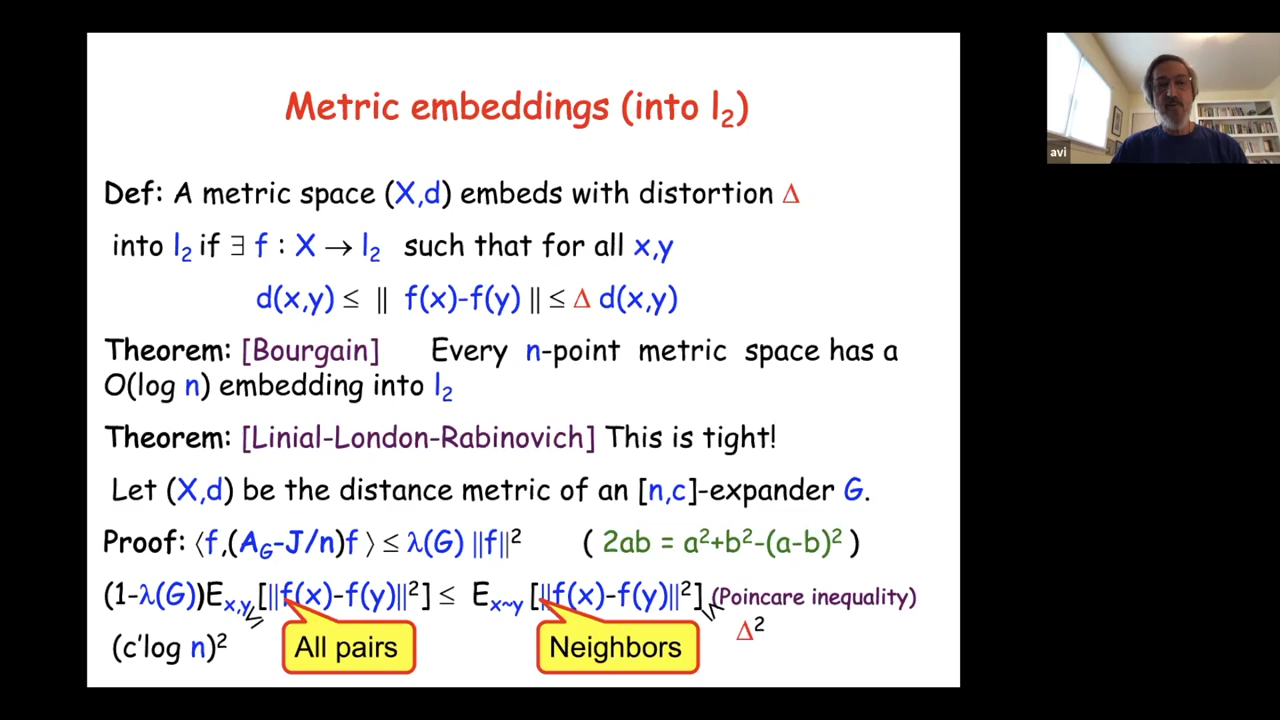 Metric embeddings (into l₂)
avi
Def: A metric space (X,d) embeds with distortion Δ
into l₂ if ∃ f : X → l₂ such that for all x,y
d(x,y) ≤ || f(x)-f(y) || ≤ Δ d(x,y)
Theorem: [Bourgain] Every n-point metric space has a
O(log n) embedding into l₂
Theorem: [Linial-London-Rabinovich] This is tight!
Let (X,d) be the distance metric of an [n,c]-expander G.
Proof: ⟨f,(A_G-J/n)f ⟩ ≤ λ(G) ||f||² ( 2ab = a²+b²-(a-b)² )
(1-λ(G))E_x,y [||f(x)-f(y)||²] ≤ E_x~y [||f(x)-f(y)||²] (Poincare inequality)
≤ ≤ Δ²
(c'log n)² All pairs Neighbors